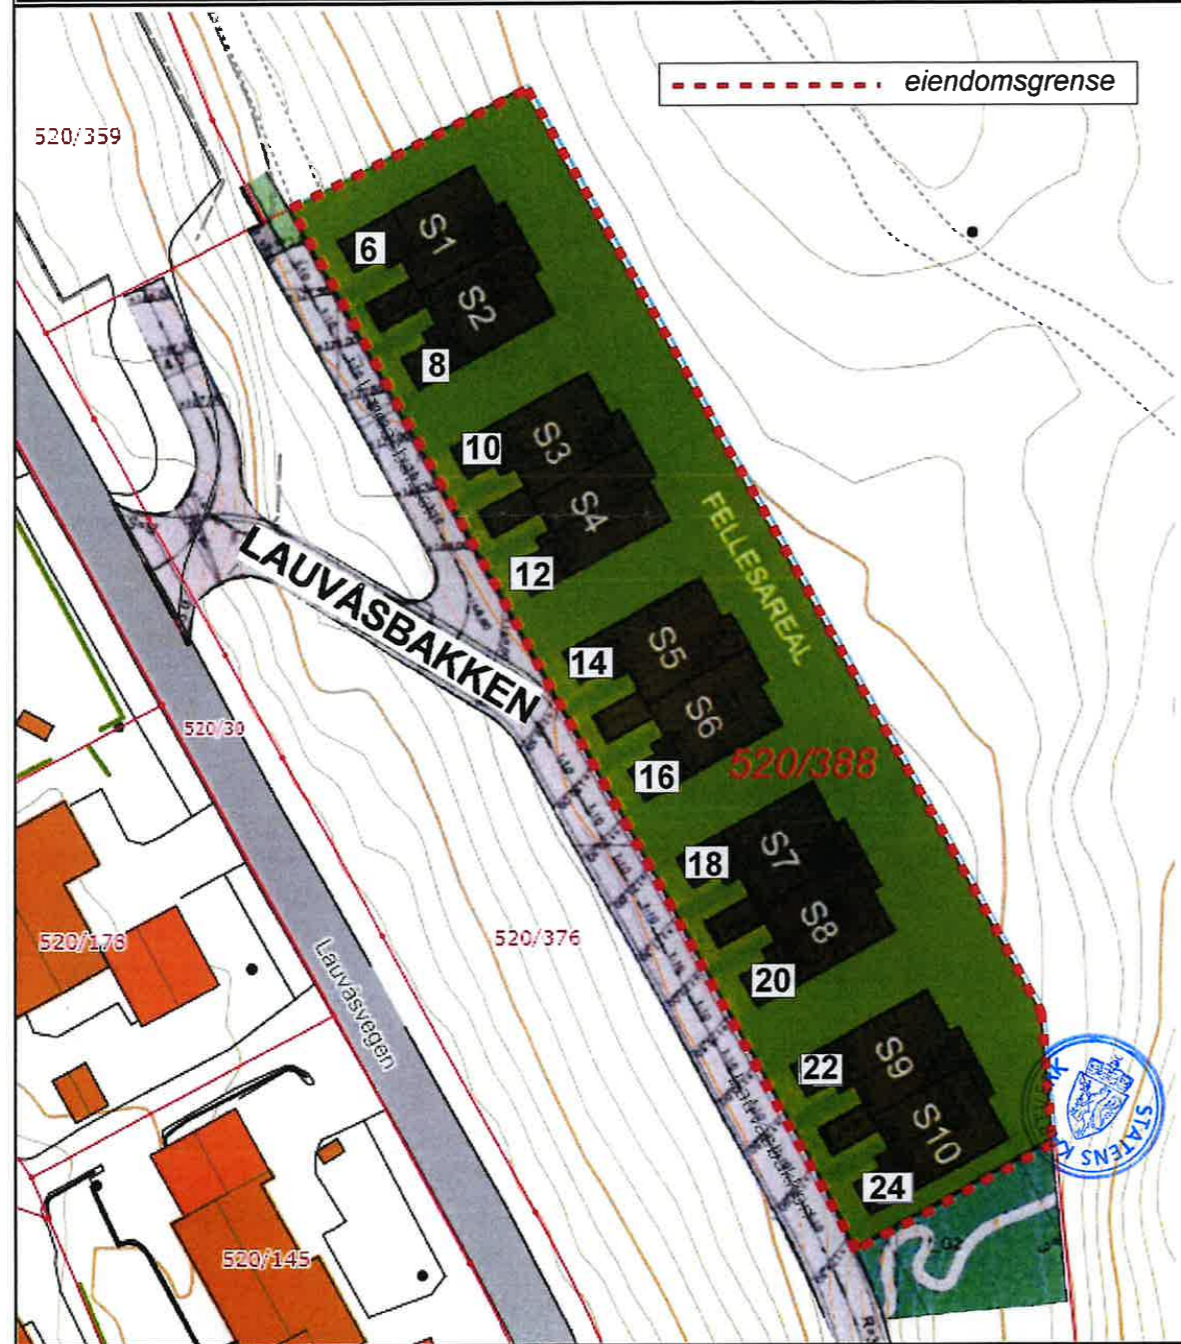 eiendomsgrense
520/359
6
S1
S2
8
10
S3
S4
12
FELLESAREAL
LAUVÅSBAKKEN
14
S5
S6
16
520/30
520/388
18
S7
S8
20
520/178
520/376
Lauvåsvegen
22
S9
S10
24
STATENS
520/145